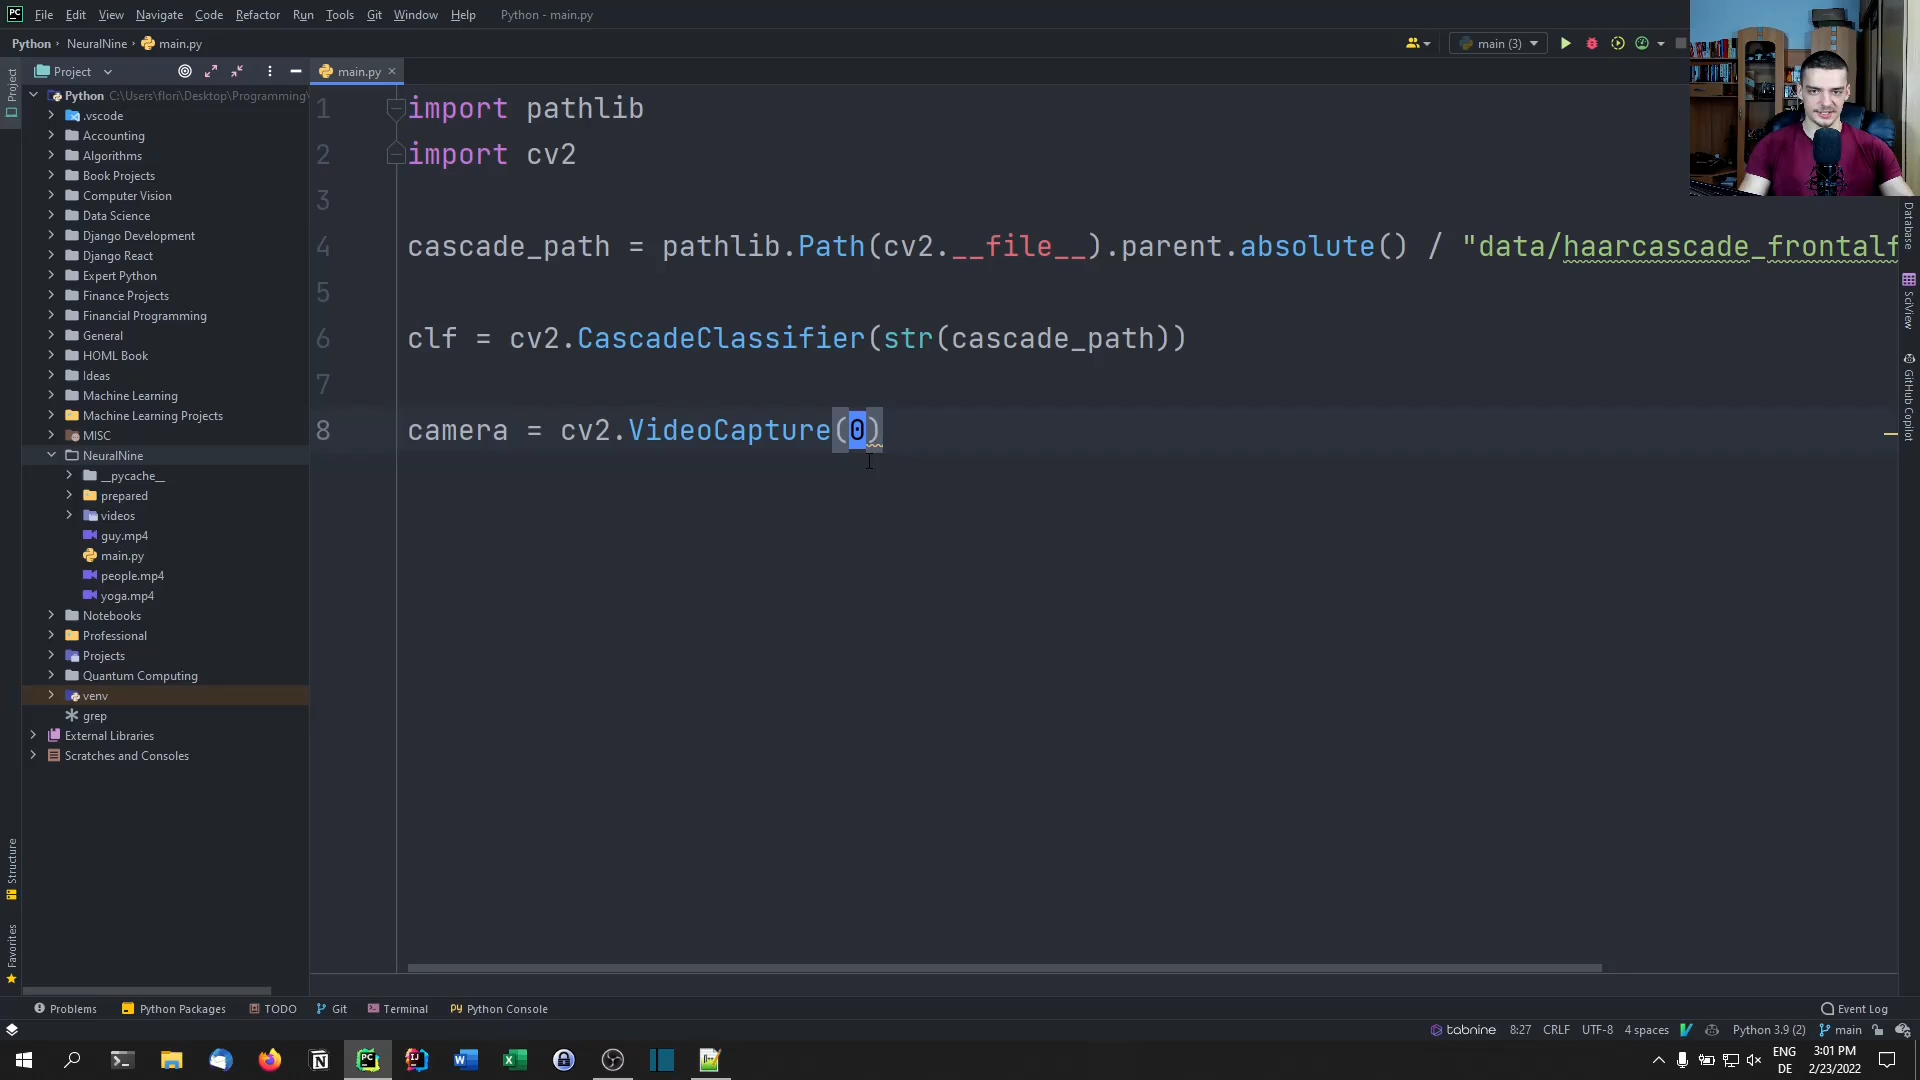 File Edit View Navigate Code Refactor Run Tools Git Window Help Python - main.py
Python NeuralNine main.py
main (3)
Project
main.py
Python C:\Users\flori\Desktop\Programming\
.vscode
Accounting
Algorithms
Book Projects
Computer Vision
Data Science
Django Development
Django React
Expert Python
Finance Projects
Financial Programming
General
HOML Book
Ideas
Machine Learning
Machine Learning Projects
MISC
NeuralNine
__pycache__
prepared
videos
guy.mp4
main.py
people.mp4
yoga.mp4
Notebooks
Professional
Projects
Quantum Computing
venv
grep
External Libraries
Scratches and Consoles
Project
Structure
Favorites
1 import pathlib
2 import cv2
3
4 cascade_path = pathlib.Path(cv2.__file__).parent.absolute() / "data/haarcascade_frontalf
5
6 clf = cv2.CascadeClassifier(str(cascade_path))
7
8 camera = cv2.VideoCapture(0)
Database
SciView
GitHub Copilot
Problems Python Packages TODO Git Terminal Python Console Event Log
tabnine 8:27 CRLF UTF-8 4 spaces Python 3.9 (2) main
ENG
DE
3:01 PM
2/23/2022